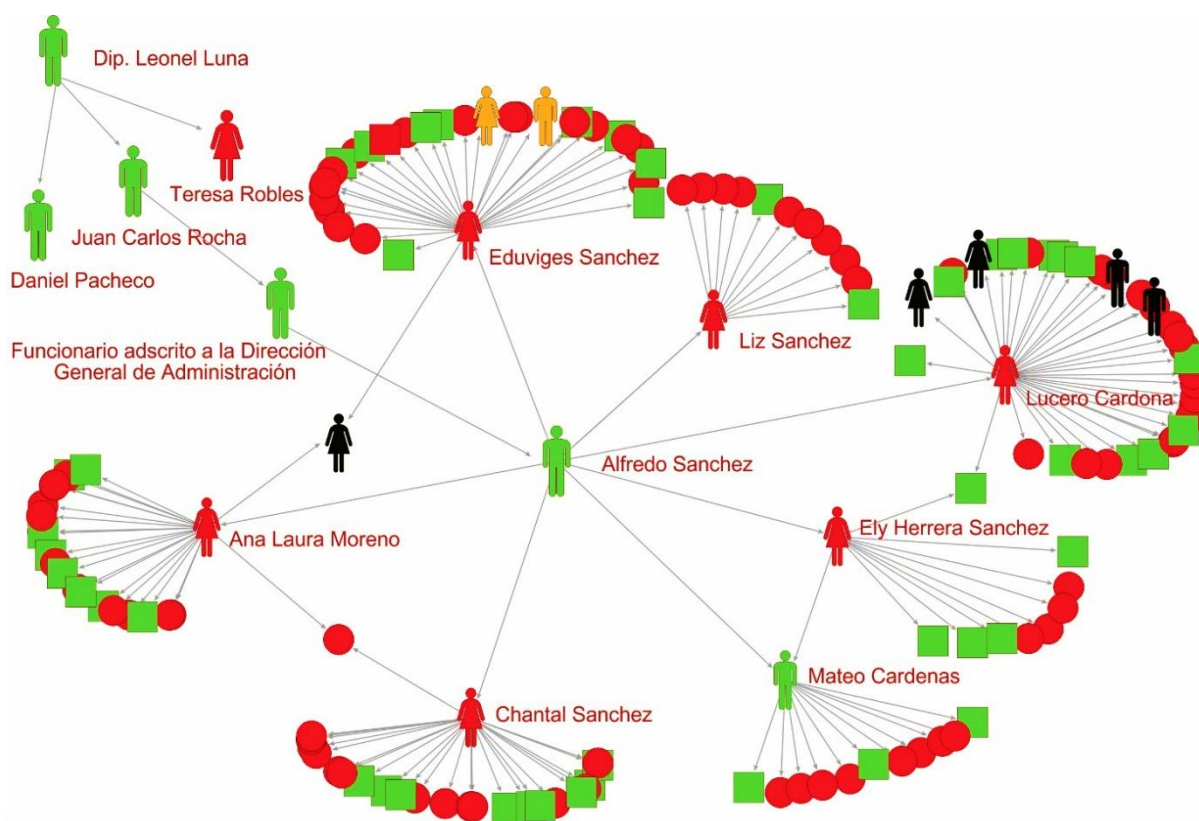 Dip. Leonel Luna
Teresa Robles
Juan Carlos Rocha
Daniel Pacheco
Eduviges Sanchez
Liz Sanchez
Funcionario adscrito a la Dirección
General de Administración
Lucero Cardona
Alfredo Sanchez
Ana Laura Moreno
Ely Herrera Sanchez
Mateo Cardenas
Chantal Sanchez